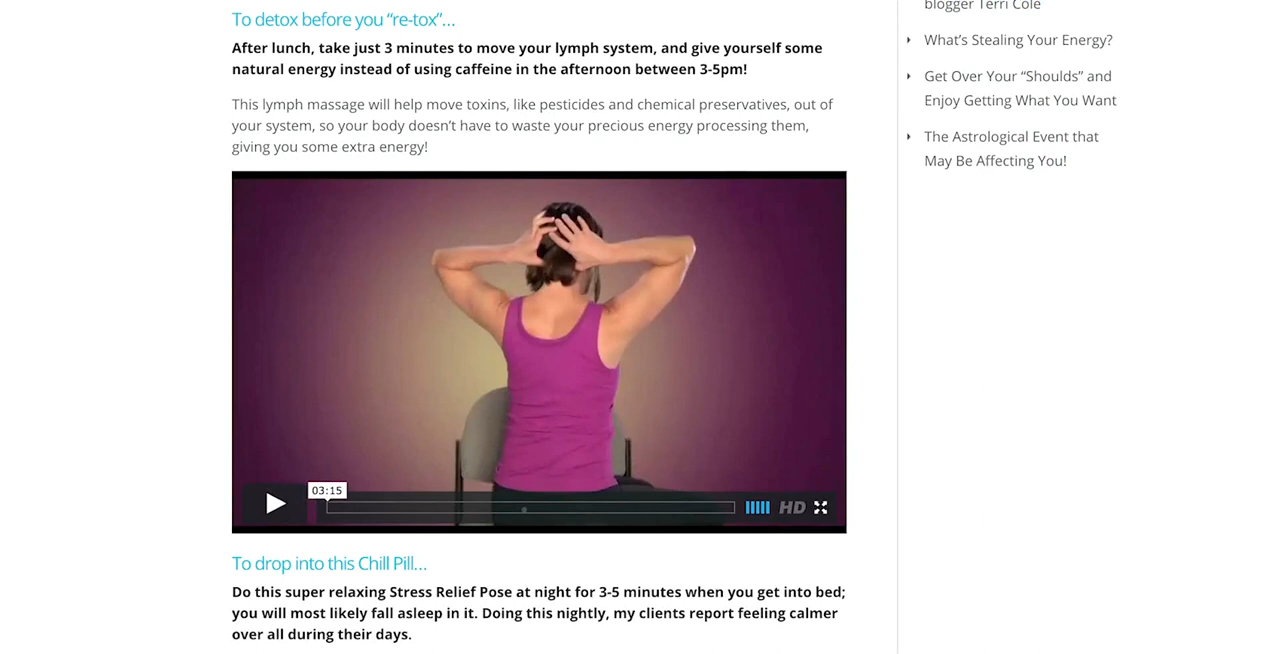 To detox before you “re-tox”...
After lunch, take just 3 minutes to move your lymph system, and give yourself some
natural energy instead of using caffeine in the afternoon between 3-5pm!
This lymph massage will help move toxins, like pesticides and chemical preservatives, out of
your system, so your body doesn’t have to waste your precious energy processing them,
giving you some extra energy!
03:15
HD
To drop into this Chill Pill...
Do this super relaxing Stress Relief Pose at night for 3-5 minutes when you get into bed;
you will most likely fall asleep in it. Doing this nightly, my clients report feeling calmer
over all during their days.
blogger Terri Cole
What’s Stealing Your Energy?
Get Over Your “Shoulds” and
Enjoy Getting What You Want
The Astrological Event that
May Be Affecting You!